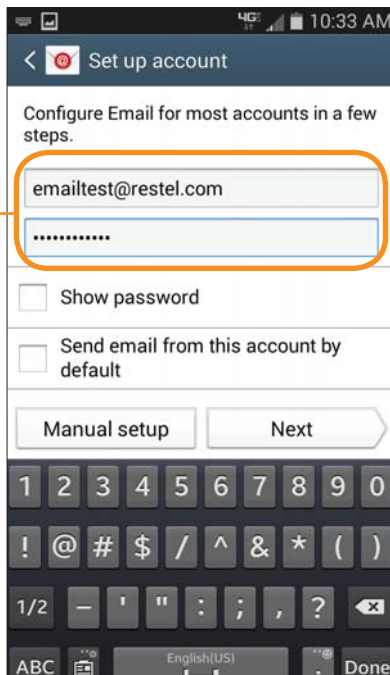 4G 10:33 AM
Set up account
Configure Email for most accounts in a few
steps.
emailtest@restel.com
••••••••••••
Show password
Send email from this account by
default
Manual setup Next
1 2 3 4 5 6 7 8 9 0
! @ # $ / ^ & * ( )
1/2 - ' " : ; , ?
ABC English(US) . Done